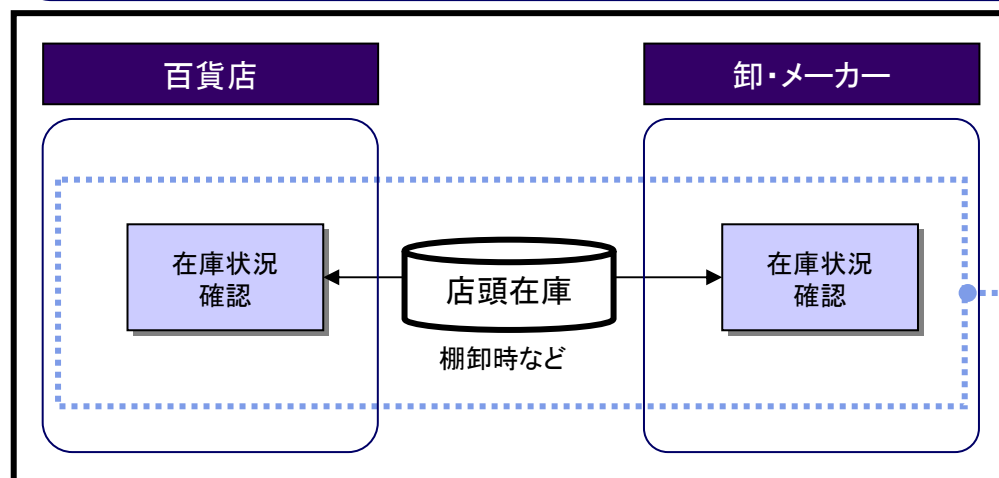 百貨店
卸・メーカー
在庫状況
確認
店頭在庫
棚卸時など
在庫状況
確認